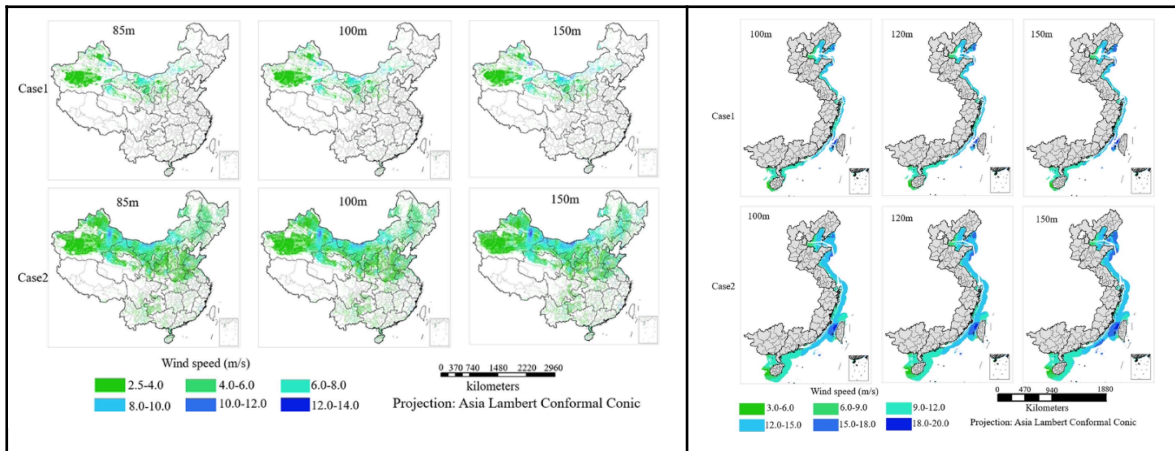 85m 100m 150m
Case1
85m 100m 150m
Case2
Wind speed (m/s)
2.5-4.0 4.0-6.0 6.0-8.0
8.0-10.0 10.0-12.0 12.0-14.0
0 370 740 1480 2220 2960
kilometers
Projection: Asia Lambert Conformal Conic
100m 120m 150m
Case1
100m 120m 150m
Case2
Wind speed (m/s)
3.0-6.0 6.0-9.0 9.0-12.0
12.0-15.0 15.0-18.0 18.0-20.0
0 470 940 1880
Kilometers
Projection: Asia Lambert Conformal Conic